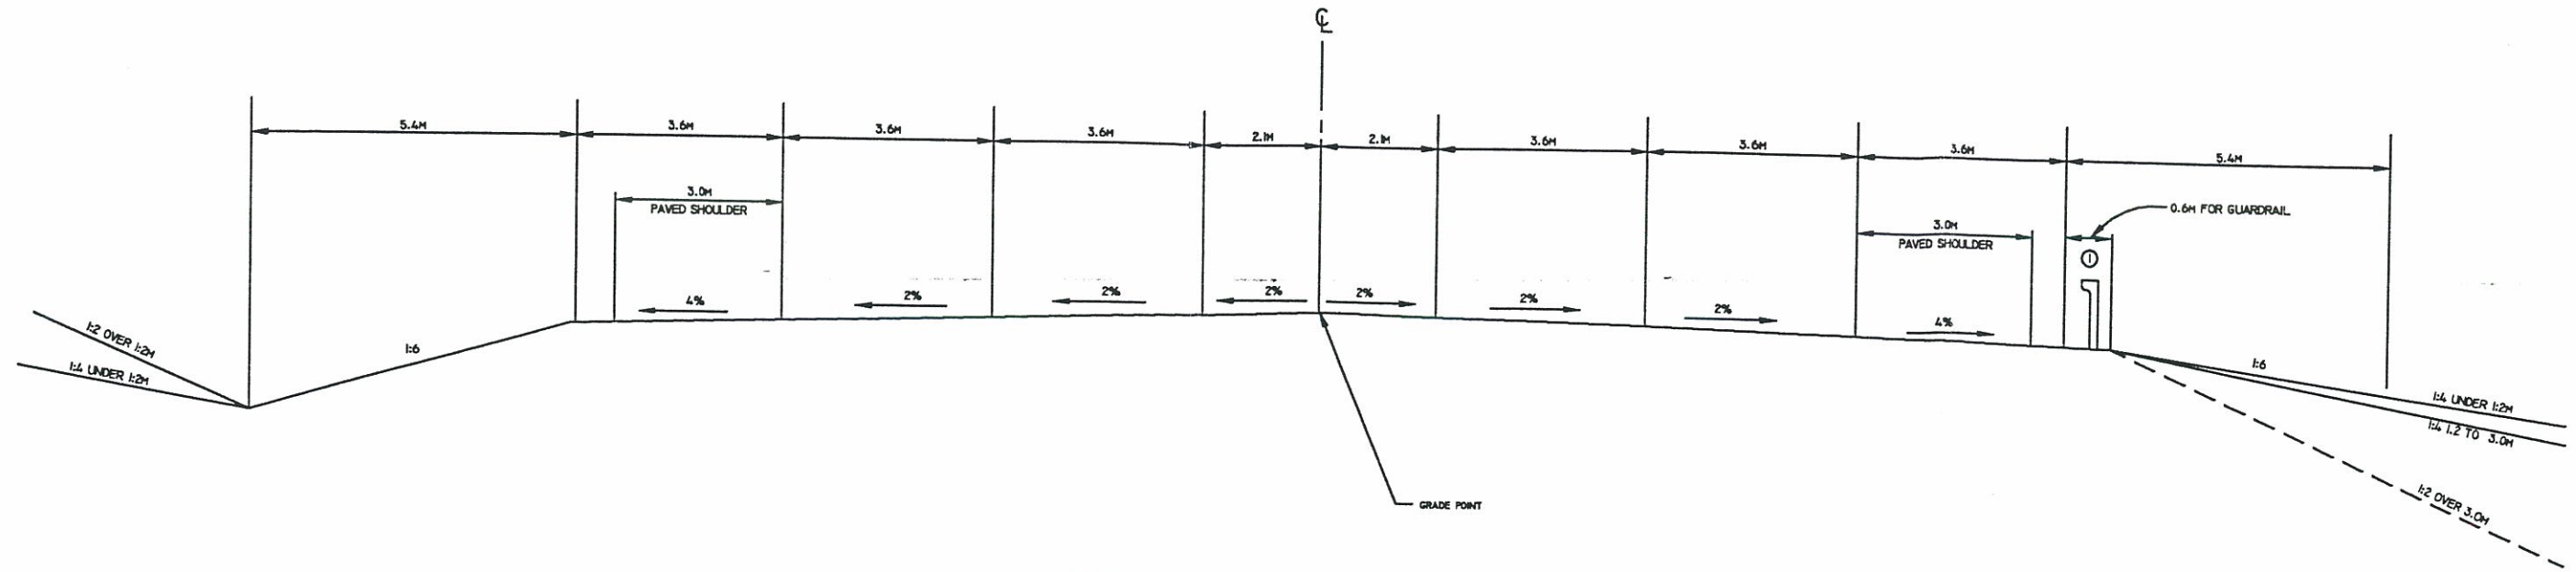 ℄
5.4M
3.6M
3.6M
3.6M
2.1M
2.1M
3.6M
3.6M
3.6M
5.4M
3.0M
PAVED SHOULDER
0.6M FOR GUARDRAIL
3.0M
PAVED SHOULDER
1
4%
2%
2%
2%
2%
2%
2%
4%
1:2 OVER 1:2M
1:4 UNDER 1:2M
1:6
1:6
1:4 UNDER 1:2M
1:4 1.2 TO 3.0M
1:2 OVER 3.0M
GRADE POINT